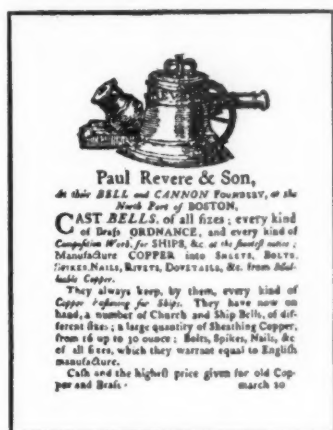 Paul Revere & Son,
At their BELL and CANNON FOUNDERY, at the
North Part of BOSTON,
CAST BELLS, of all sizes; every kind
of Brass ORDNANCE, and every kind of
Composition Work, for SHIPS, &c. at the shortest notice;
Manufacture COPPER into SHEETS, BOLTS,
SPIKES, NAILS, RIVETS, DOVETAILS, &c. from Malleable
Copper.
They always keep, by them, every kind of
Copper fastening for Ships. They have now on
hand, a number of Church and Ship Bells, of different
sizes; a large quantity of Sheathing Copper,
from 16 up to 30 ounce; Bolts, Spikes, Nails, &c.
of all sizes, which they warrant equal to English
manufacture.
Cash and the highest price given for old Copper
and Brass. march 20